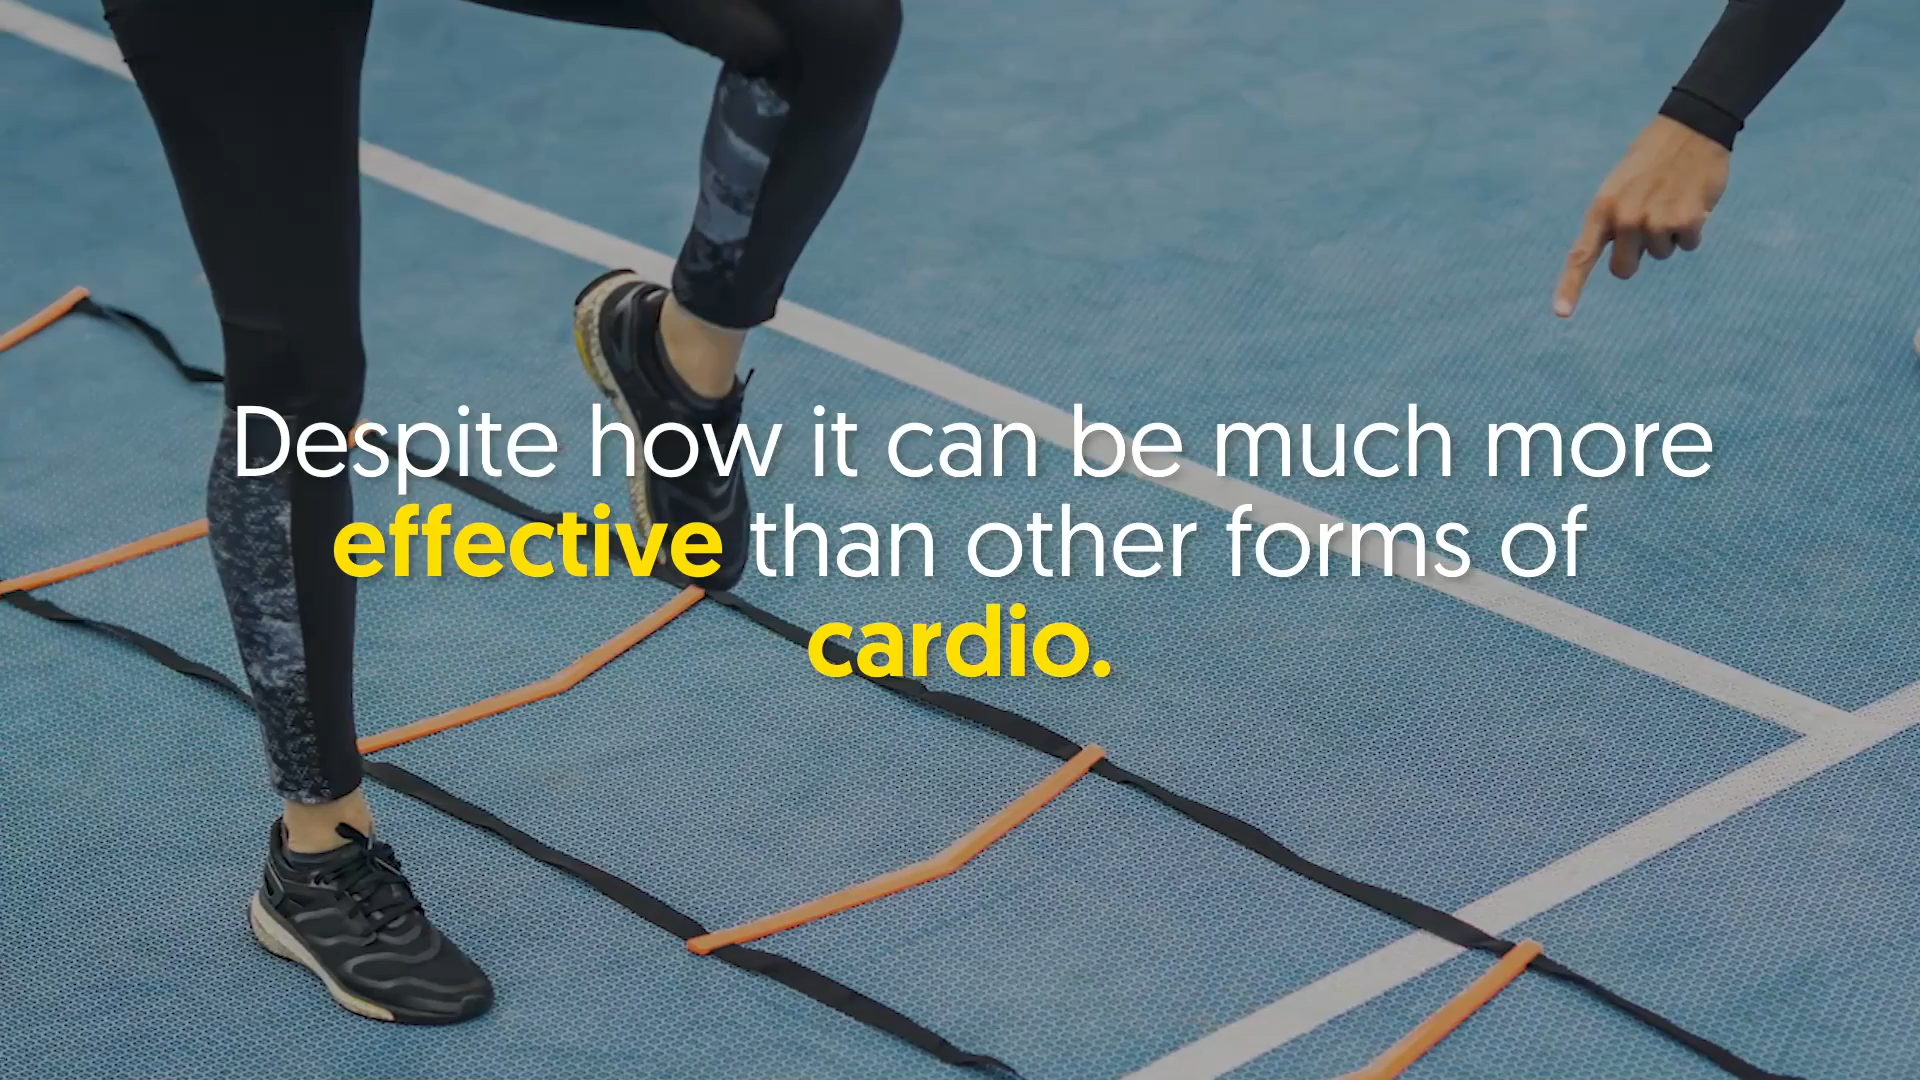 Despite how it can be much more
effective than other forms of
cardio.